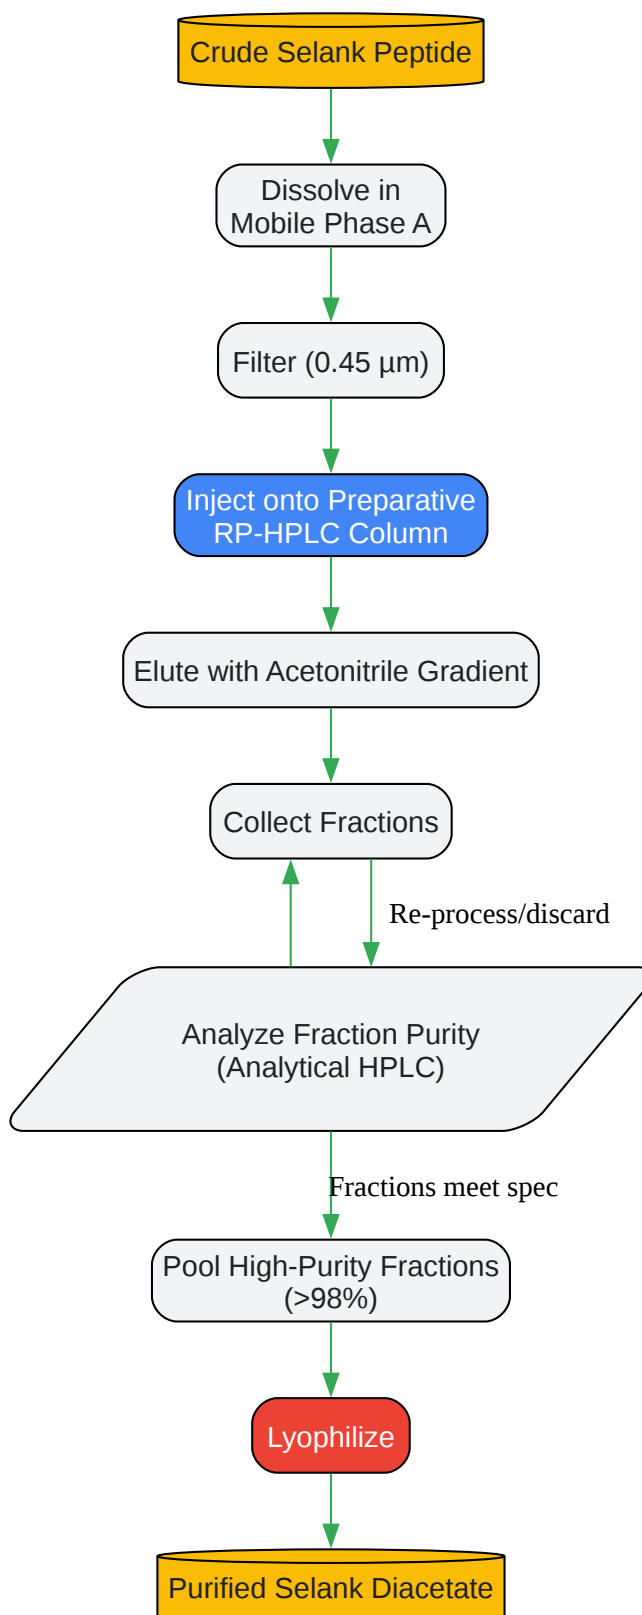 Crude Selank Peptide
Dissolve in
Mobile Phase A
Filter (0.45 µm)
Inject onto Preparative
RP-HPLC Column
Elute with Acetonitrile Gradient
Collect Fractions
Re-process/discard
Analyze Fraction Purity
(Analytical HPLC)
Fractions meet spec
Pool High-Purity Fractions
(>98%)
Lyophilize
Purified Selank Diacetate